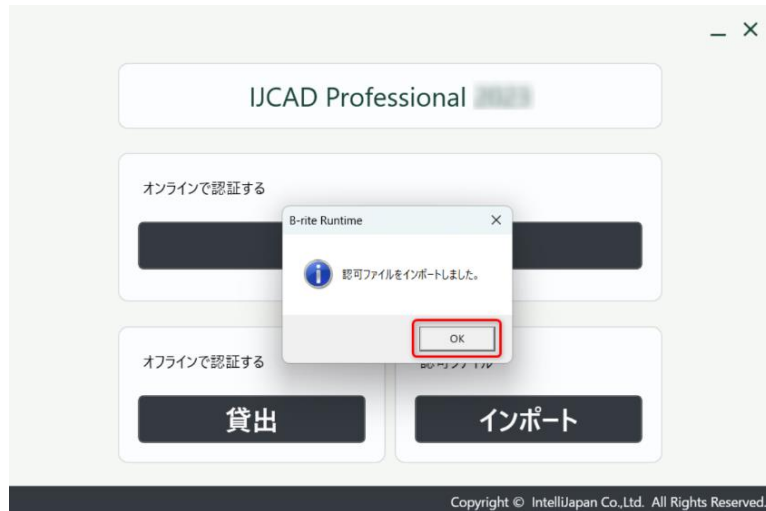 IJCAD Professional
オンラインで認証する
B-rite Runtime
認可ファイルをインポートしました。
OK
オフラインで認証する
貸出
インポート
Copyright © IntelliJapan Co.,Ltd. All Rights Reserved.